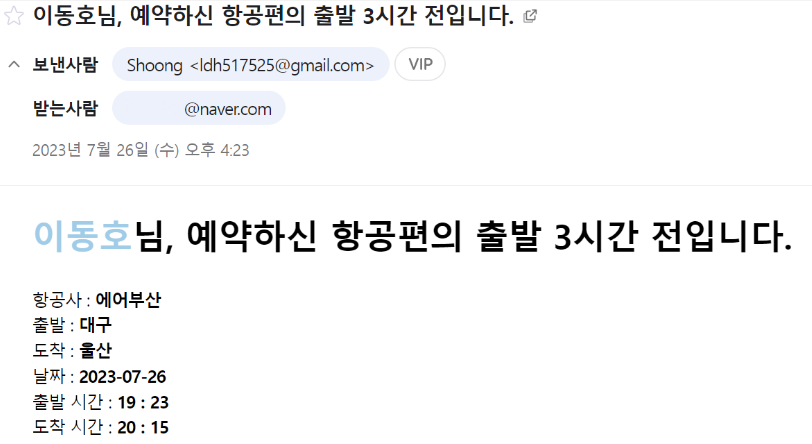 이동호님, 예약하신 항공편의 출발 3시간 전입니다.
보낸사람 Shoong <ldh517525@gmail.com> VIP
받는사람 @naver.com
2023년 7월 26일 (수) 오후 4:23
이동호님, 예약하신 항공편의 출발 3시간 전입니다.
항공사 : 에어부산
출발 : 대구
도착 : 울산
날짜 : 2023-07-26
출발 시간 : 19 : 23
도착 시간 : 20 : 15